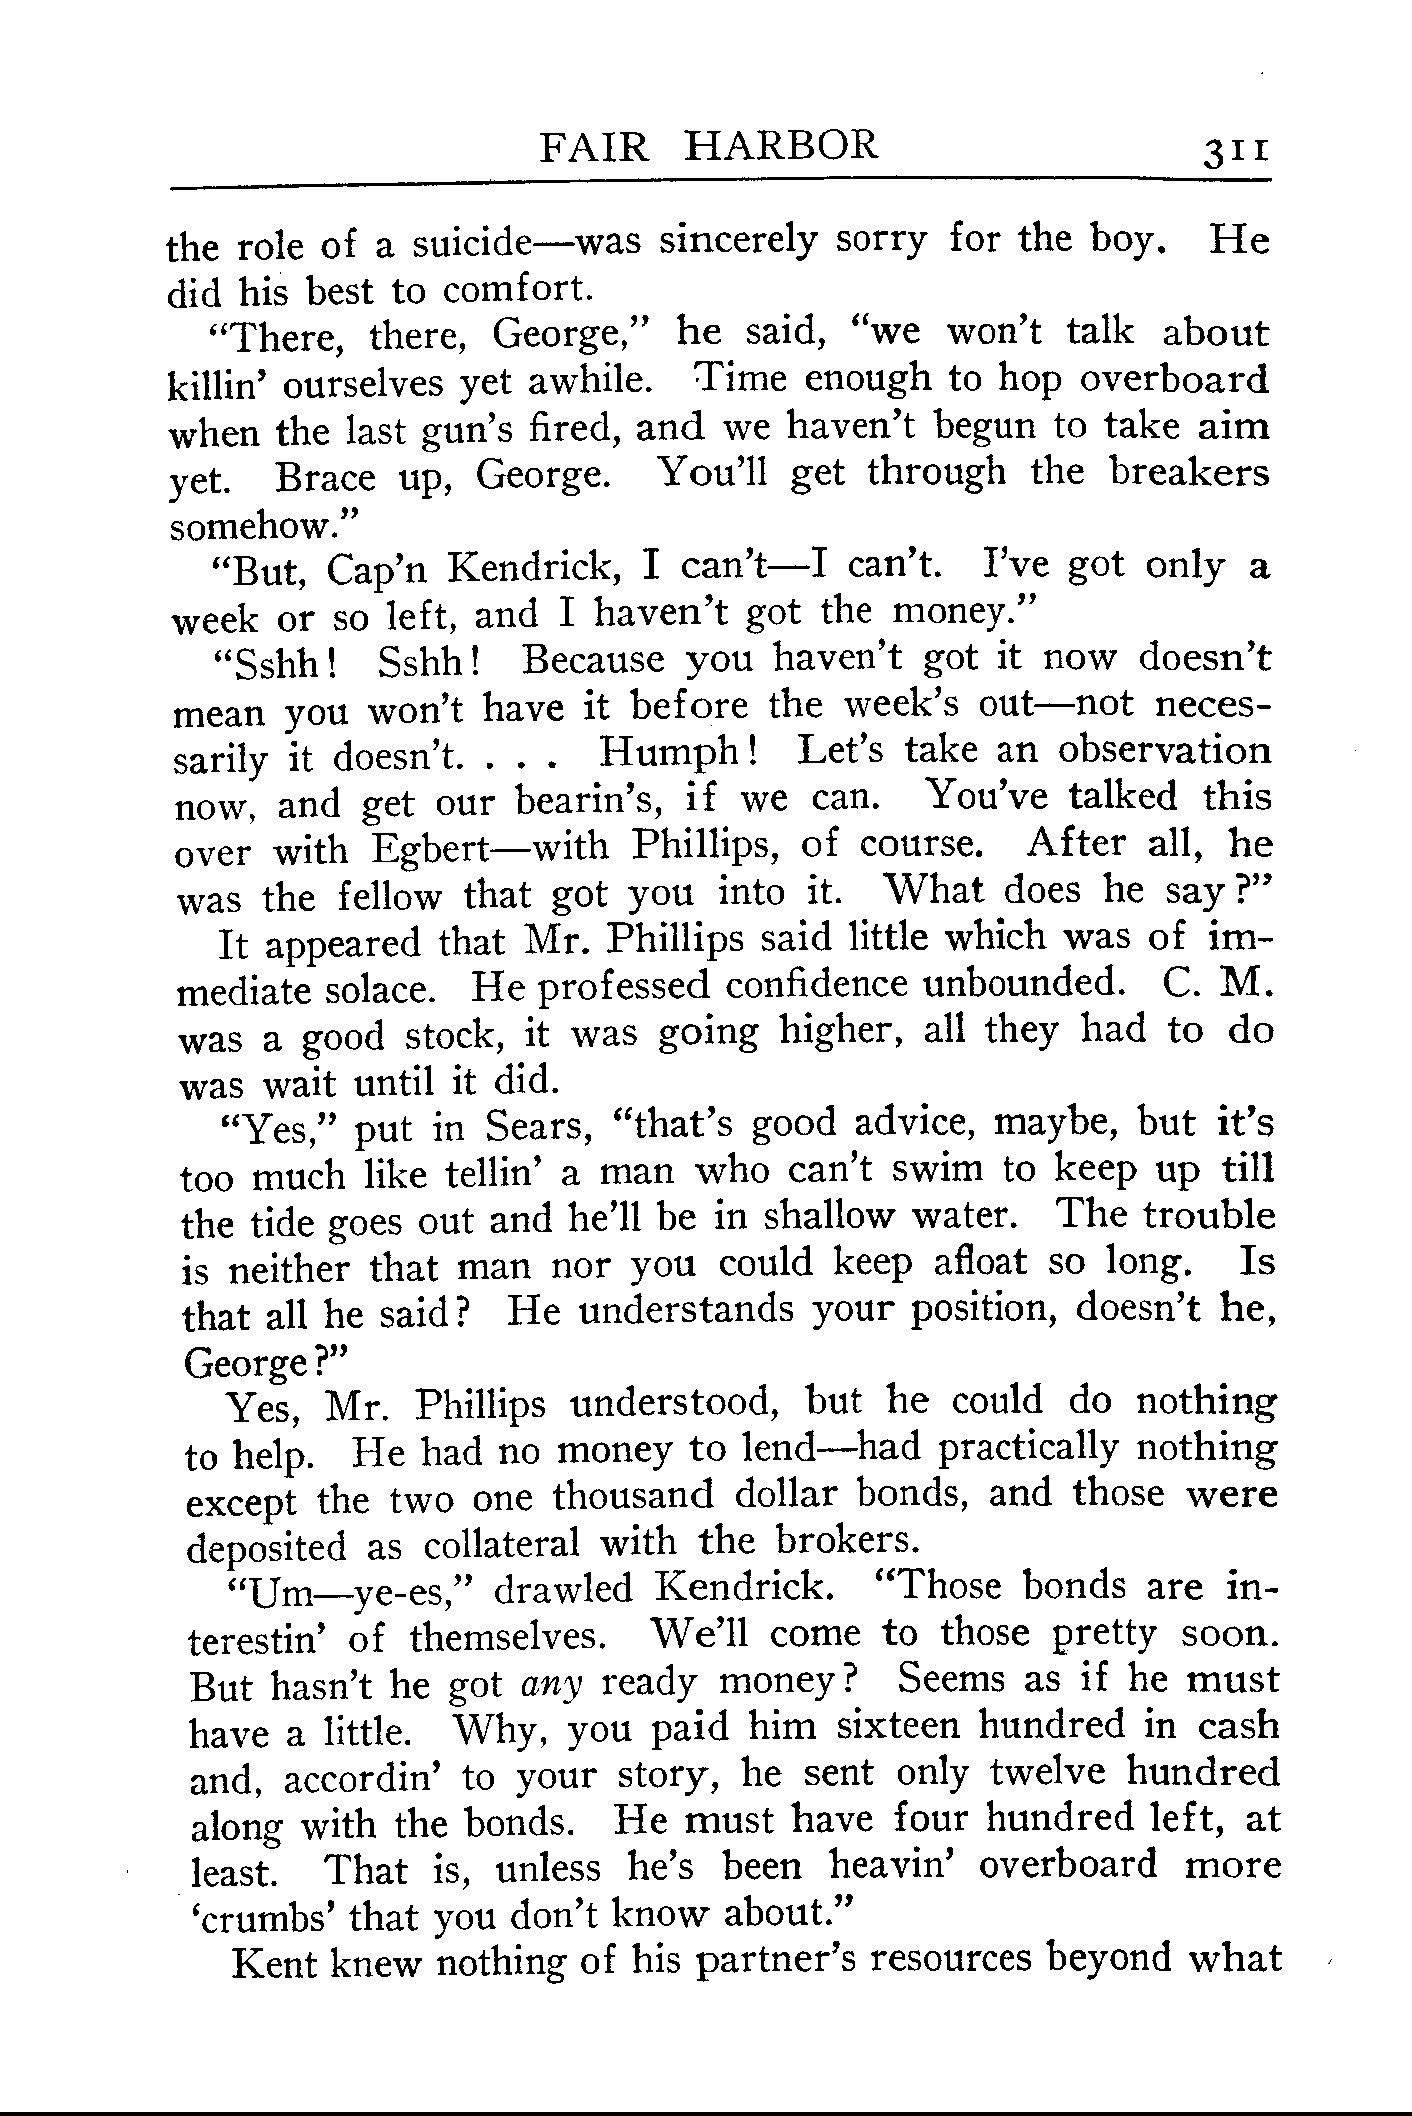 FAIR HARBOR 311
the role of a suicide—was sincerely sorry for the boy. He
did his best to comfort.
“There, there, George,” he said, “we won’t talk about
killin’ ourselves yet awhile. Time enough to hop overboard
when the last gun’s fired, and we haven’t begun to take aim
yet. Brace up, George. You’ll get through the breakers
somehow.”
“But, Cap’n Kendrick, I can’t—I can’t. I’ve got only a
week or so left, and I haven’t got the money.”
“Sshh! Sshh! Because you haven’t got it now doesn’t
mean you won’t have it before the week’s out—not neces-
sarily it doesn’t. . . . Humph! Let’s take an observation
now, and get our bearin’s, if we can. You’ve talked this
over with Egbert—with Phillips, of course. After all, he
was the fellow that got you into it. What does he say?”
It appeared that Mr. Phillips said little which was of im-
mediate solace. He professed confidence unbounded. C. M.
was a good stock, it was going higher, all they had to do
was wait until it did.
“Yes,” put in Sears, “that’s good advice, maybe, but it’s
too much like tellin’ a man who can’t swim to keep up till
the tide goes out and he’ll be in shallow water. The trouble
is neither that man nor you could keep afloat so long. Is
that all he said? He understands your position, doesn’t he,
George?”
Yes, Mr. Phillips understood, but he could do nothing
to help. He had no money to lend—had practically nothing
except the two one thousand dollar bonds, and those were
deposited as collateral with the brokers.
“Um—ye-es,” drawled Kendrick. “Those bonds are in-
terestin’ of themselves. We’ll come to those pretty soon.
But hasn’t he got any ready money? Seems as if he must
have a little. Why, you paid him sixteen hundred in cash
and, accordin’ to your story, he sent only twelve hundred
along with the bonds. He must have four hundred left, at
least. That is, unless he’s been heavin’ overboard more
‘crumbs’ that you don’t know about.”
Kent knew nothing of his partner’s resources beyond what